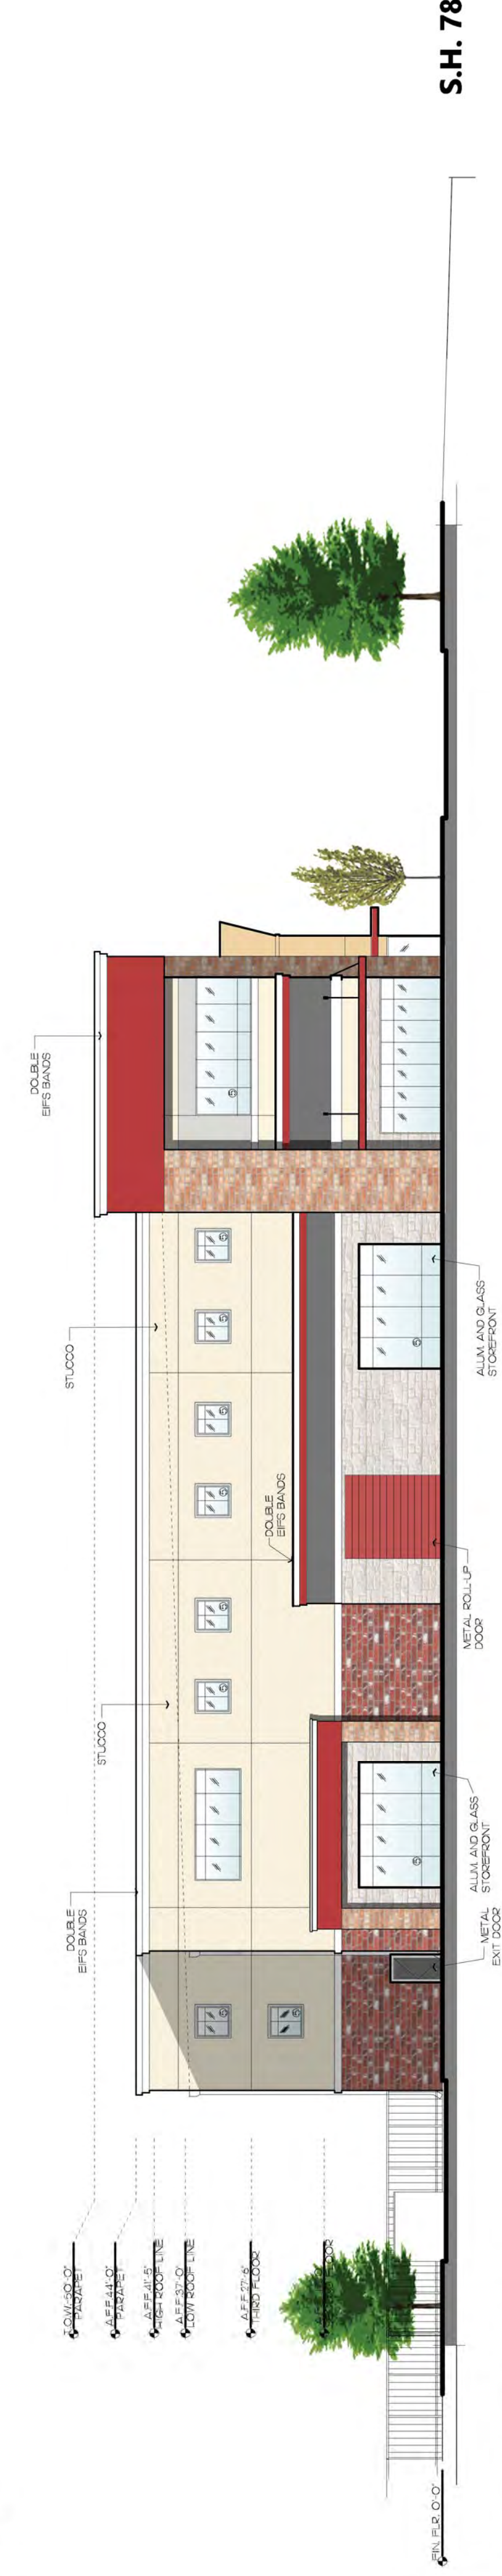 S.H. 78
DOUBLE
EIFS BANDS
STUCCO
ALUM. AND GLASS
STOREFRONT
DOUBLE
EIFS BANDS
METAL ROLL-UP
DOOR
STUCCO
ALUM. AND GLASS
STOREFRONT
DOUBLE
EIFS BANDS
METAL
EXIT DOOR
T.O.W.-50'-0"
PARAPET
A.F.F. 44'-0"
PARAPET
A.F.F. 41'-5"
HIGH ROOF LINE
A.F.F. 37'-0"
LOW ROOF LINE
A.F.F. 27'-6"
THIRD FLOOR
FIN. FLR. 0'-0"